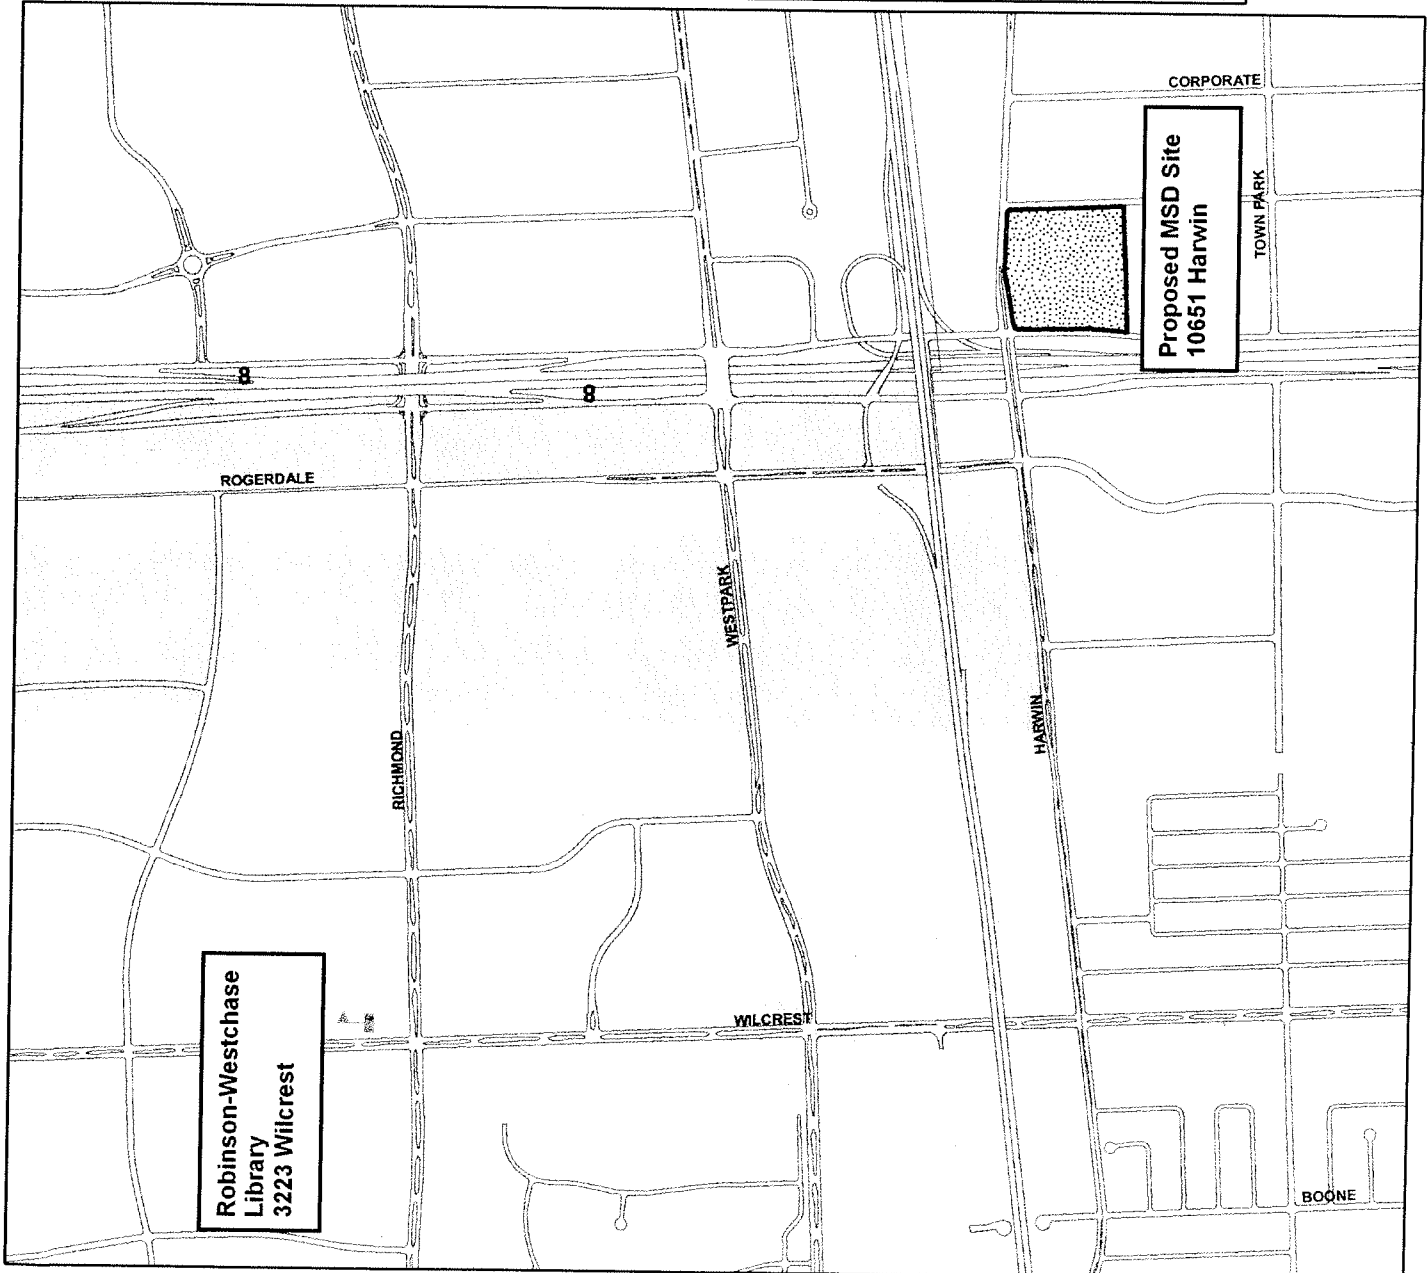 CORPORATE
Proposed MSD Site
10651 Harwin
TOWN PARK
8
8
ROGERDALE
WESTPARK
RICHMOND
HARWIN
Robinson-Westchase
Library
3223 Wilcrest
WILCREST
BOONE